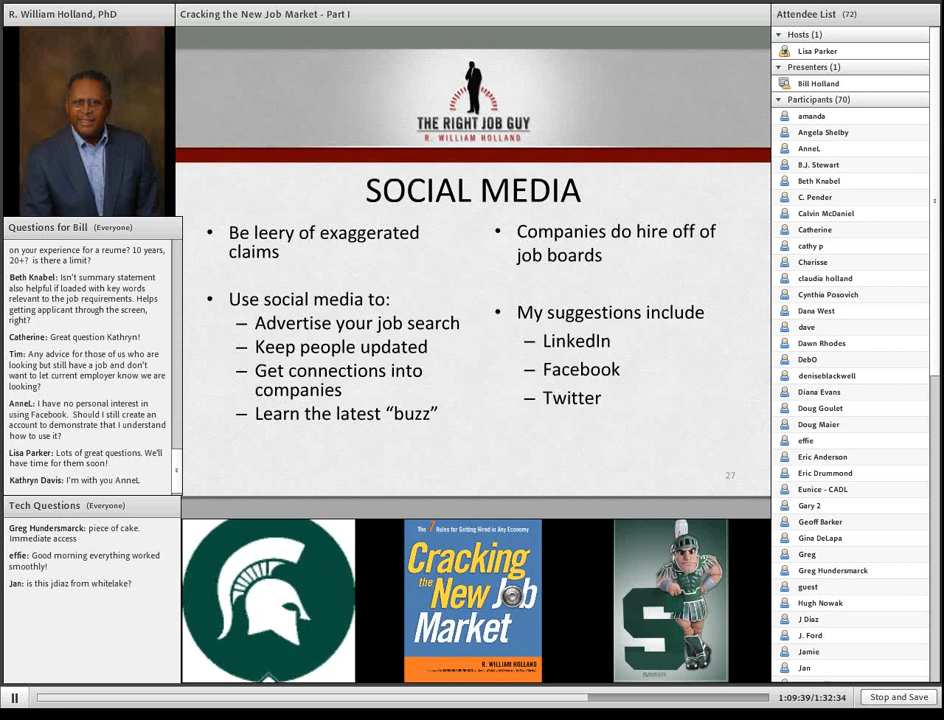 R. William Holland, PhD
Cracking the New Job Market - Part I
Attendee List (72)
THE RIGHT JOB GUY
R. WILLIAM HOLLAND
SOCIAL MEDIA
• Be leery of exaggerated
claims
• Use social media to:
– Advertise your job search
– Keep people updated
– Get connections into
companies
– Learn the latest “buzz”
• Companies do hire off of
job boards
• My suggestions include
– LinkedIn
– Facebook
– Twitter
27
Questions for Bill (Everyone)
on your experience for a reume? 10 years,
20+? is there a limit?
Beth Knabel: Isn't summary statement
also helpful if loaded with key words
relevant to the job requirements. Helps
getting applicant through the screen,
right?
Catherine: Great question Kathryn!
Tim: Any advice for those of us who are
looking but still have a job and don't
want to let current employer know we are
looking?
AnneL: I have no personal interest in
using Facebook. Should I still create an
account to demonstrate that I understand
how to use it?
Lisa Parker: Lots of great questions. We'll
have time for them soon!
Kathryn Davis: I'm with you AnneL
Tech Questions (Everyone)
Greg Hundersmarck: piece of cake.
Immediate access
effie: Good morning everything worked
smoothly!
Jan: is this jdiaz from whitelake?
The 7 Rules for Getting Hired in Any Economy
Cracking
the New Job
Market
R. WILLIAM HOLLAND
S
Hosts (1)
Lisa Parker
Presenters (1)
Bill Holland
Participants (70)
amanda
Angela Shelby
AnneL
B.J. Stewart
Beth Knabel
C. Pender
Calvin McDaniel
Catherine
cathy p
Charisse
claudia holland
Cynthia Posovich
Dana West
dave
Dawn Rhodes
DebO
deniseblackwell
Diana Evans
Doug Goulet
Doug Maier
effie
Eric Anderson
Eric Drummond
Eunice - CADL
Gary 2
Geoff Barker
Gina DeLapa
Greg
Greg Hundersmarck
guest
Hugh Nowak
J Diaz
J. Ford
Jamie
Jan
1:09:39/1:32:34
Stop and Save